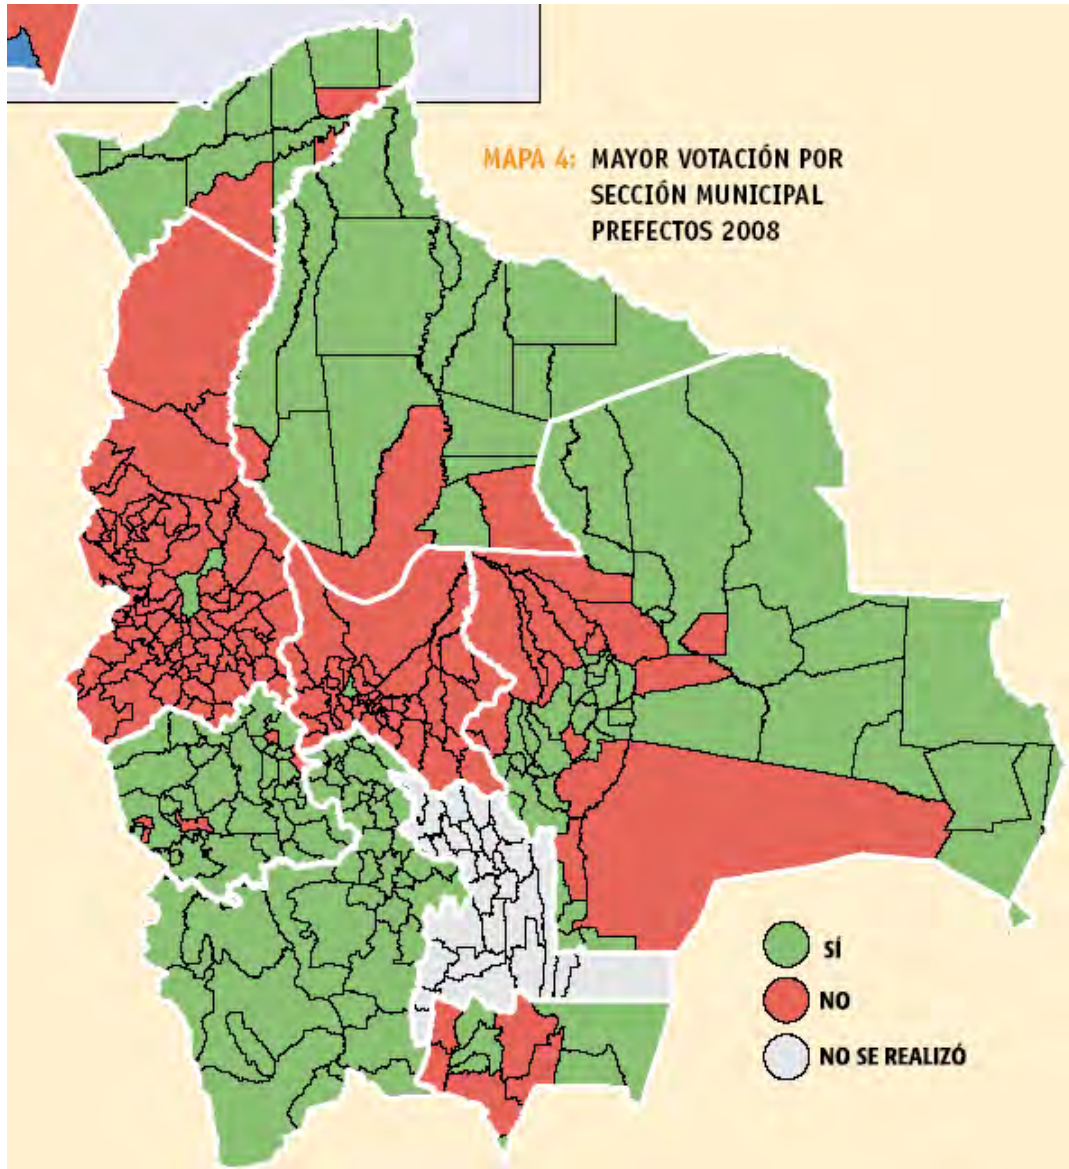 MAPA 4: MAYOR VOTACIÓN POR
SECCIÓN MUNICIPAL
PREFECTOS 2008
SÍ
NO
NO SE REALIZÓ